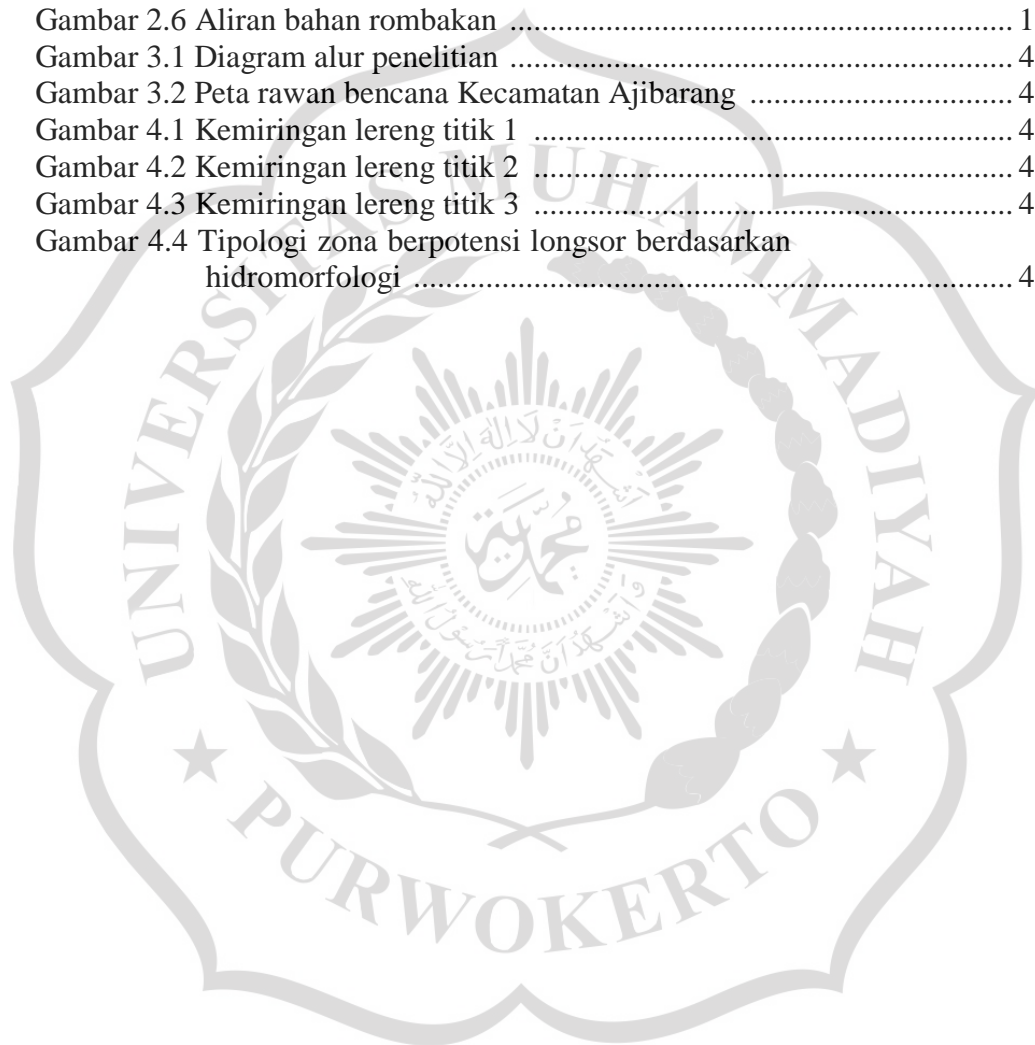 Gambar 2.6 Aliran bahan rombakan ........................................................... 1
Gambar 3.1 Diagram alur penelitian ........................................................... 4
Gambar 3.2 Peta rawan bencana Kecamatan Ajibarang ................................ 4
Gambar 4.1 Kemiringan lereng titik 1 ........................................................ 4
Gambar 4.2 Kemiringan lereng titik 2 ........................................................ 4
Gambar 4.3 Kemiringan lereng titik 3 ........................................................ 4
Gambar 4.4 Tipologi zona berpotensi longsor berdasarkan
hidromorfologi ....................................................................... 4
UNIVERSITAS MUHAMMADIYAH
PURWOKERTO